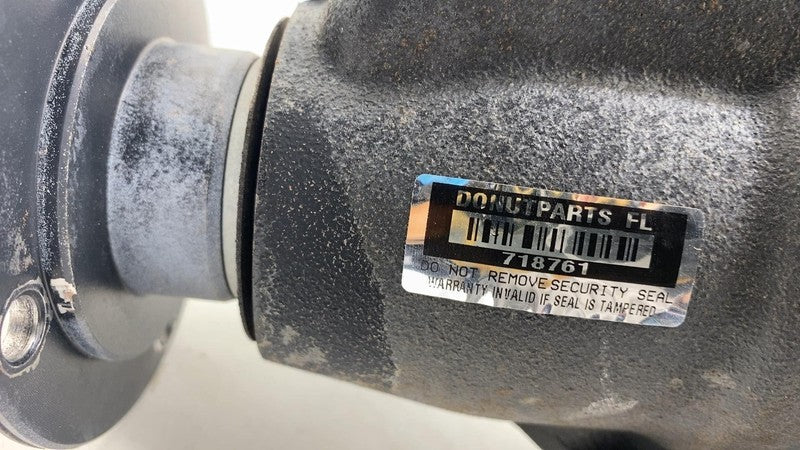 DONUTPARTS FL
718761
DO NOT REMOVE SECURITY SEAL
WARRANTY INVALID IF SEAL IS TAMPERED